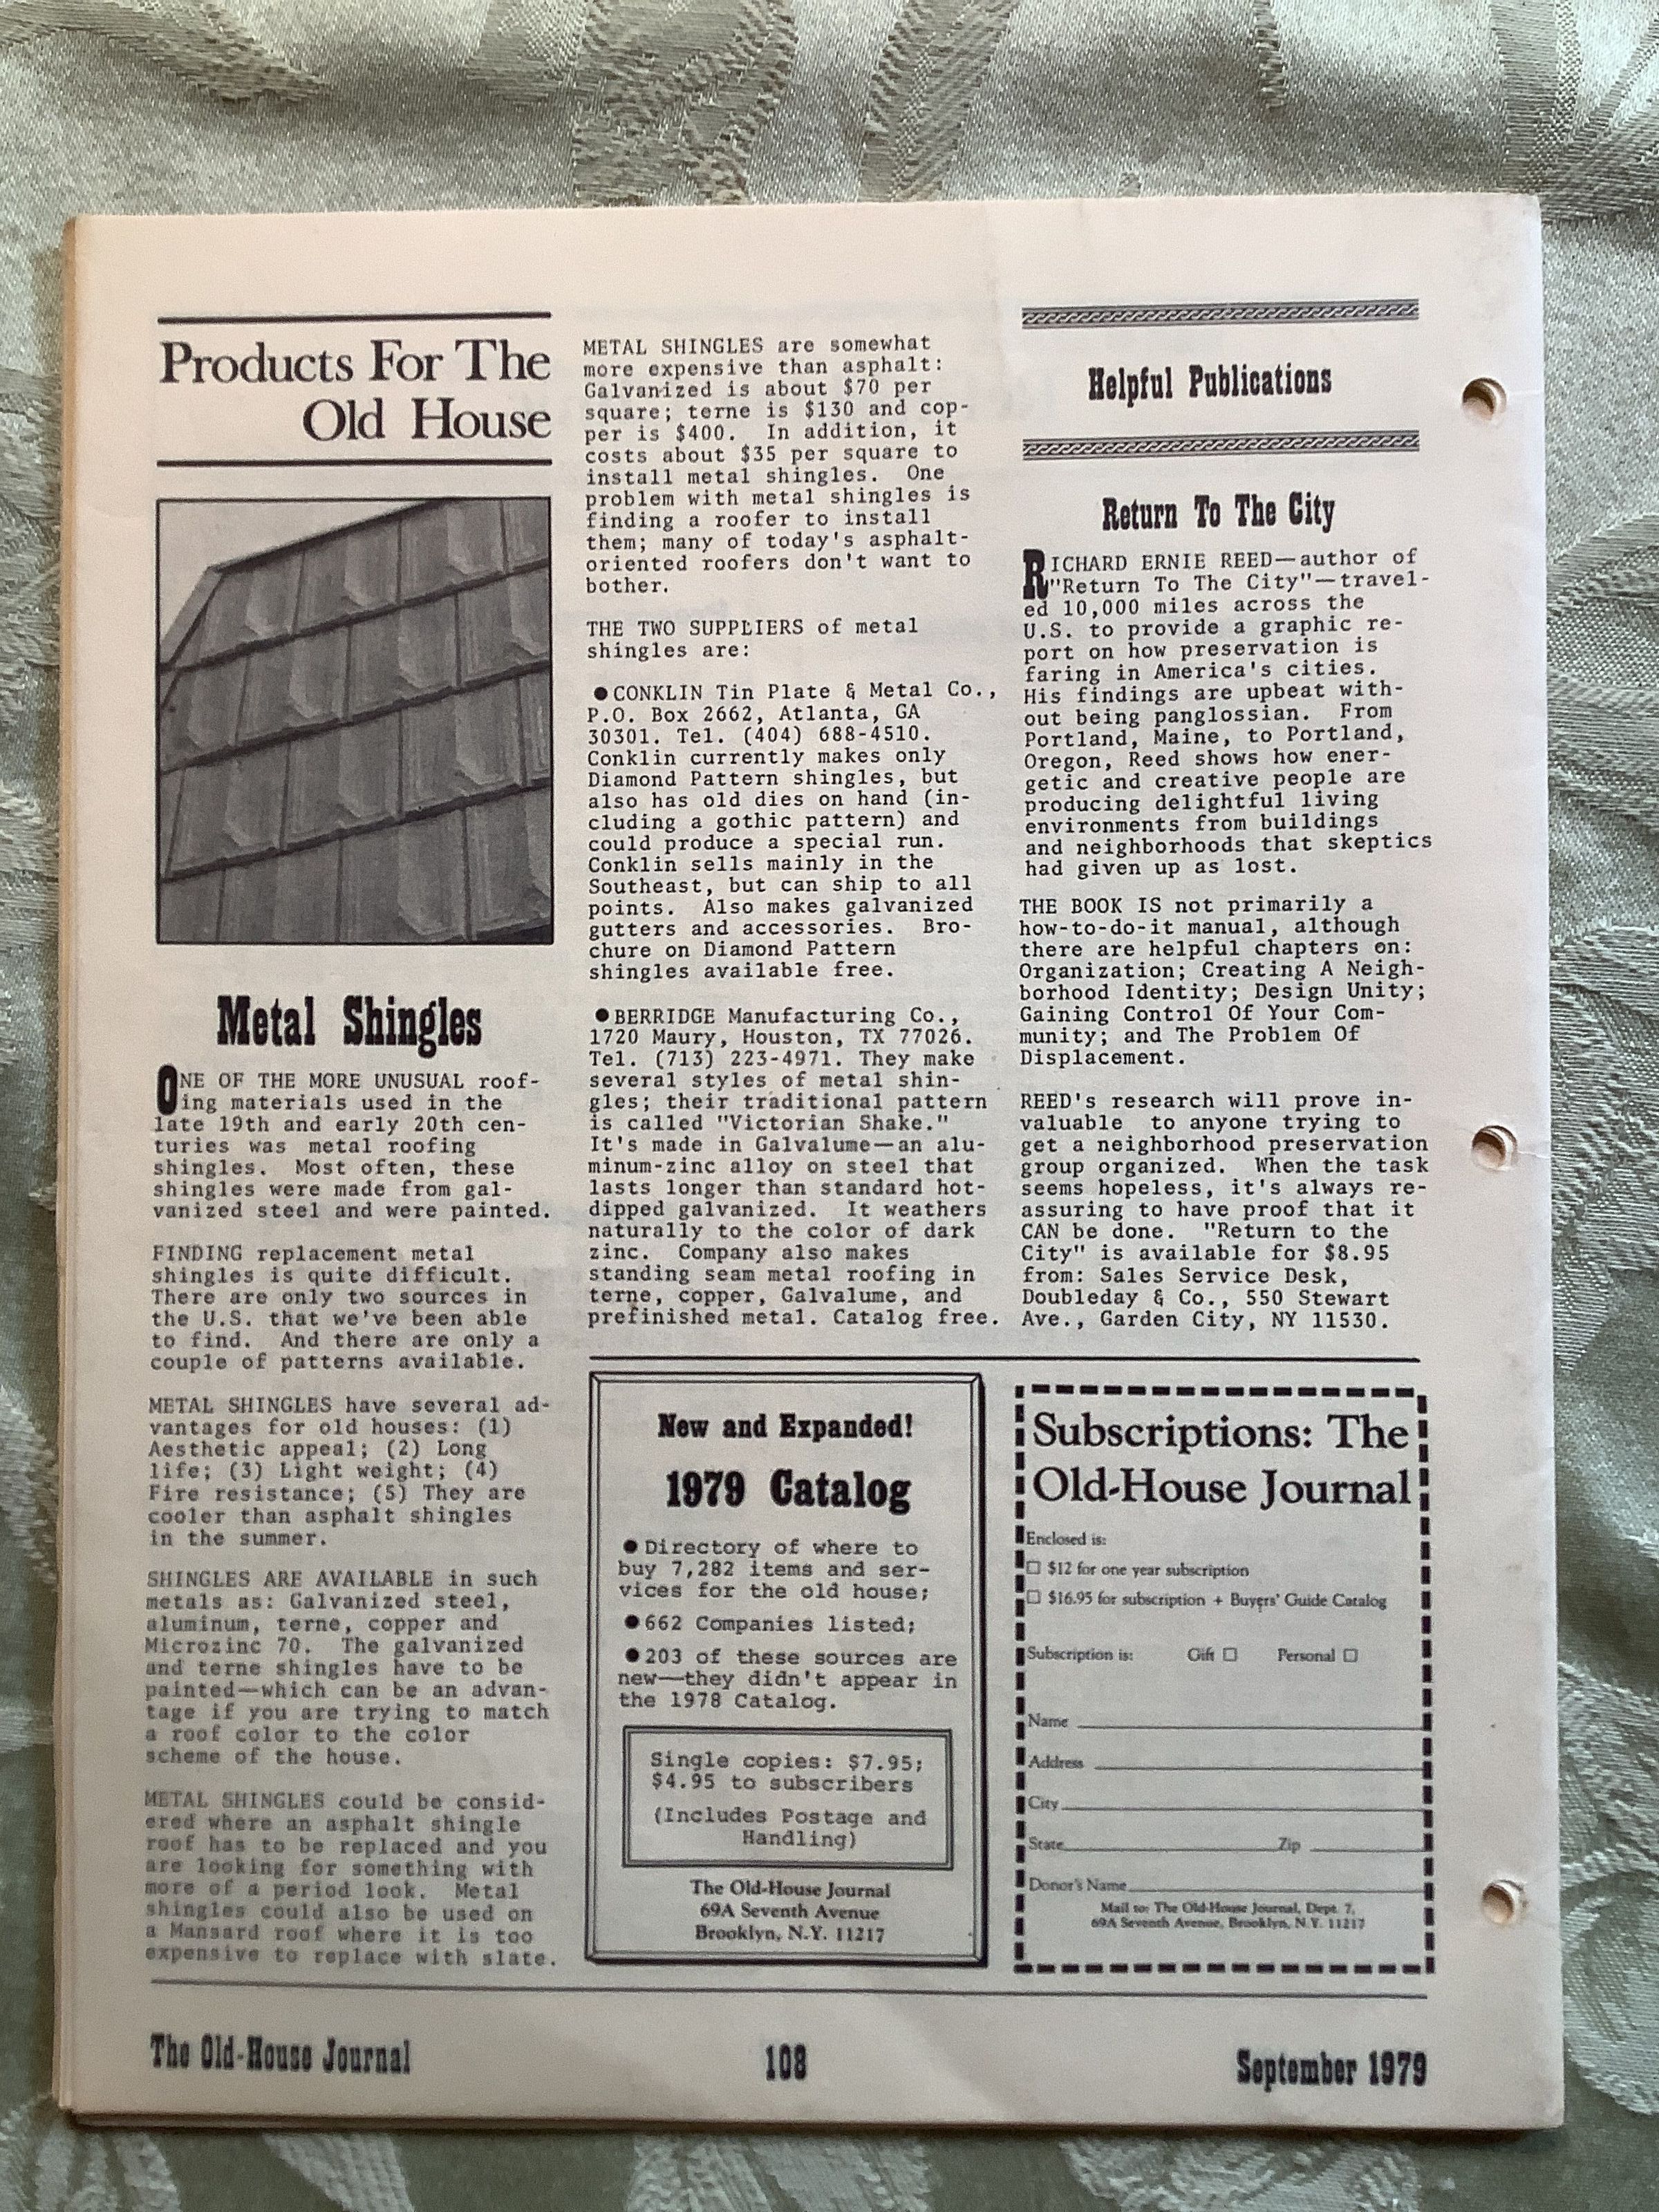 Products For The
Old House
Metal Shingles
ONE OF THE MORE UNUSUAL roof-
ing materials used in the
late 19th and early 20th cen-
turies was metal roofing
shingles. Most often, these
shingles were made from gal-
vanized steel and were painted.
FINDING replacement metal
shingles is quite difficult.
There are only two sources in
the U.S. that we've been able
to find. And there are only a
couple of patterns available.
METAL SHINGLES have several ad-
vantages for old houses: (1)
Aesthetic appeal; (2) Long
life; (3) Light weight; (4)
Fire resistance; (5) They are
cooler than asphalt shingles
in the summer.
SHINGLES ARE AVAILABLE in such
metals as: Galvanized steel,
aluminum, terne, copper and
Microzinc 70. The galvanized
and terne shingles have to be
painted—which can be an advan-
tage if you are trying to match
a roof color to the color
scheme of the house.
METAL SHINGLES could be consid-
ered where an asphalt shingle
roof has to be replaced and you
are looking for something with
more of a period look. Metal
shingles could also be used on
a Mansard roof where it is too
expensive to replace with slate.
METAL SHINGLES are somewhat
more expensive than asphalt:
Galvanized is about $70 per
square; terne is $130 and cop-
per is $400. In addition, it
costs about $35 per square to
install metal shingles. One
problem with metal shingles is
finding a roofer to install
them; many of today's asphalt-
oriented roofers don't want to
bother.
THE TWO SUPPLIERS of metal
shingles are:
●CONKLIN Tin Plate & Metal Co.,
P.O. Box 2662, Atlanta, GA
30301. Tel. (404) 688-4510.
Conklin currently makes only
Diamond Pattern shingles, but
also has old dies on hand (in-
cluding a gothic pattern) and
could produce a special run.
Conklin sells mainly in the
Southeast, but can ship to all
points. Also makes galvanized
gutters and accessories. Bro-
chure on Diamond Pattern
shingles available free.
●BERRIDGE Manufacturing Co.,
1720 Maury, Houston, TX 77026.
Tel. (713) 223-4971. They make
several styles of metal shin-
gles; their traditional pattern
is called "Victorian Shake."
It's made in Galvalume—an alu-
minum-zinc alloy on steel that
lasts longer than standard hot-
dipped galvanized. It weathers
naturally to the color of dark
zinc. Company also makes
standing seam metal roofing in
terne, copper, Galvalume, and
prefinished metal. Catalog free.
Helpful Publications
Return To The City
RICHARD ERNIE REED—author of
"Return To The City"—travel-
ed 10,000 miles across the
U.S. to provide a graphic re-
port on how preservation is
faring in America's cities.
His findings are upbeat with-
out being panglossian. From
Portland, Maine, to Portland,
Oregon, Reed shows how ener-
getic and creative people are
producing delightful living
environments from buildings
and neighborhoods that skeptics
had given up as lost.
THE BOOK IS not primarily a
how-to-do-it manual, although
there are helpful chapters on:
Organization; Creating A Neigh-
borhood Identity; Design Unity;
Gaining Control Of Your Com-
munity; and The Problem Of
Displacement.
REED's research will prove in-
valuable to anyone trying to
get a neighborhood preservation
group organized. When the task
seems hopeless, it's always re-
assuring to have proof that it
CAN be done. "Return to the
City" is available for $8.95
from: Sales Service Desk,
Doubleday & Co., 550 Stewart
Ave., Garden City, NY 11530.
New and Expanded!
1979 Catalog
●Directory of where to
buy 7,282 items and ser-
vices for the old house;
●662 Companies listed;
●203 of these sources are
new—they didn't appear in
the 1978 Catalog.
Single copies: $7.95;
$4.95 to subscribers
(Includes Postage and
Handling)
The Old-House Journal
69A Seventh Avenue
Brooklyn, N.Y. 11217
Subscriptions: The
Old-House Journal
Enclosed is:
☐ $12 for one year subscription
☐ $16.95 for subscription + Buyers' Guide Catalog
Subscription is: Gift ☐ Personal ☐
Name
Address
City
State Zip
Donor's Name
Mail to: The Old-House Journal, Dept. 7,
69A Seventh Avenue, Brooklyn, N.Y. 11217
The Old-House Journal 108 September 1979